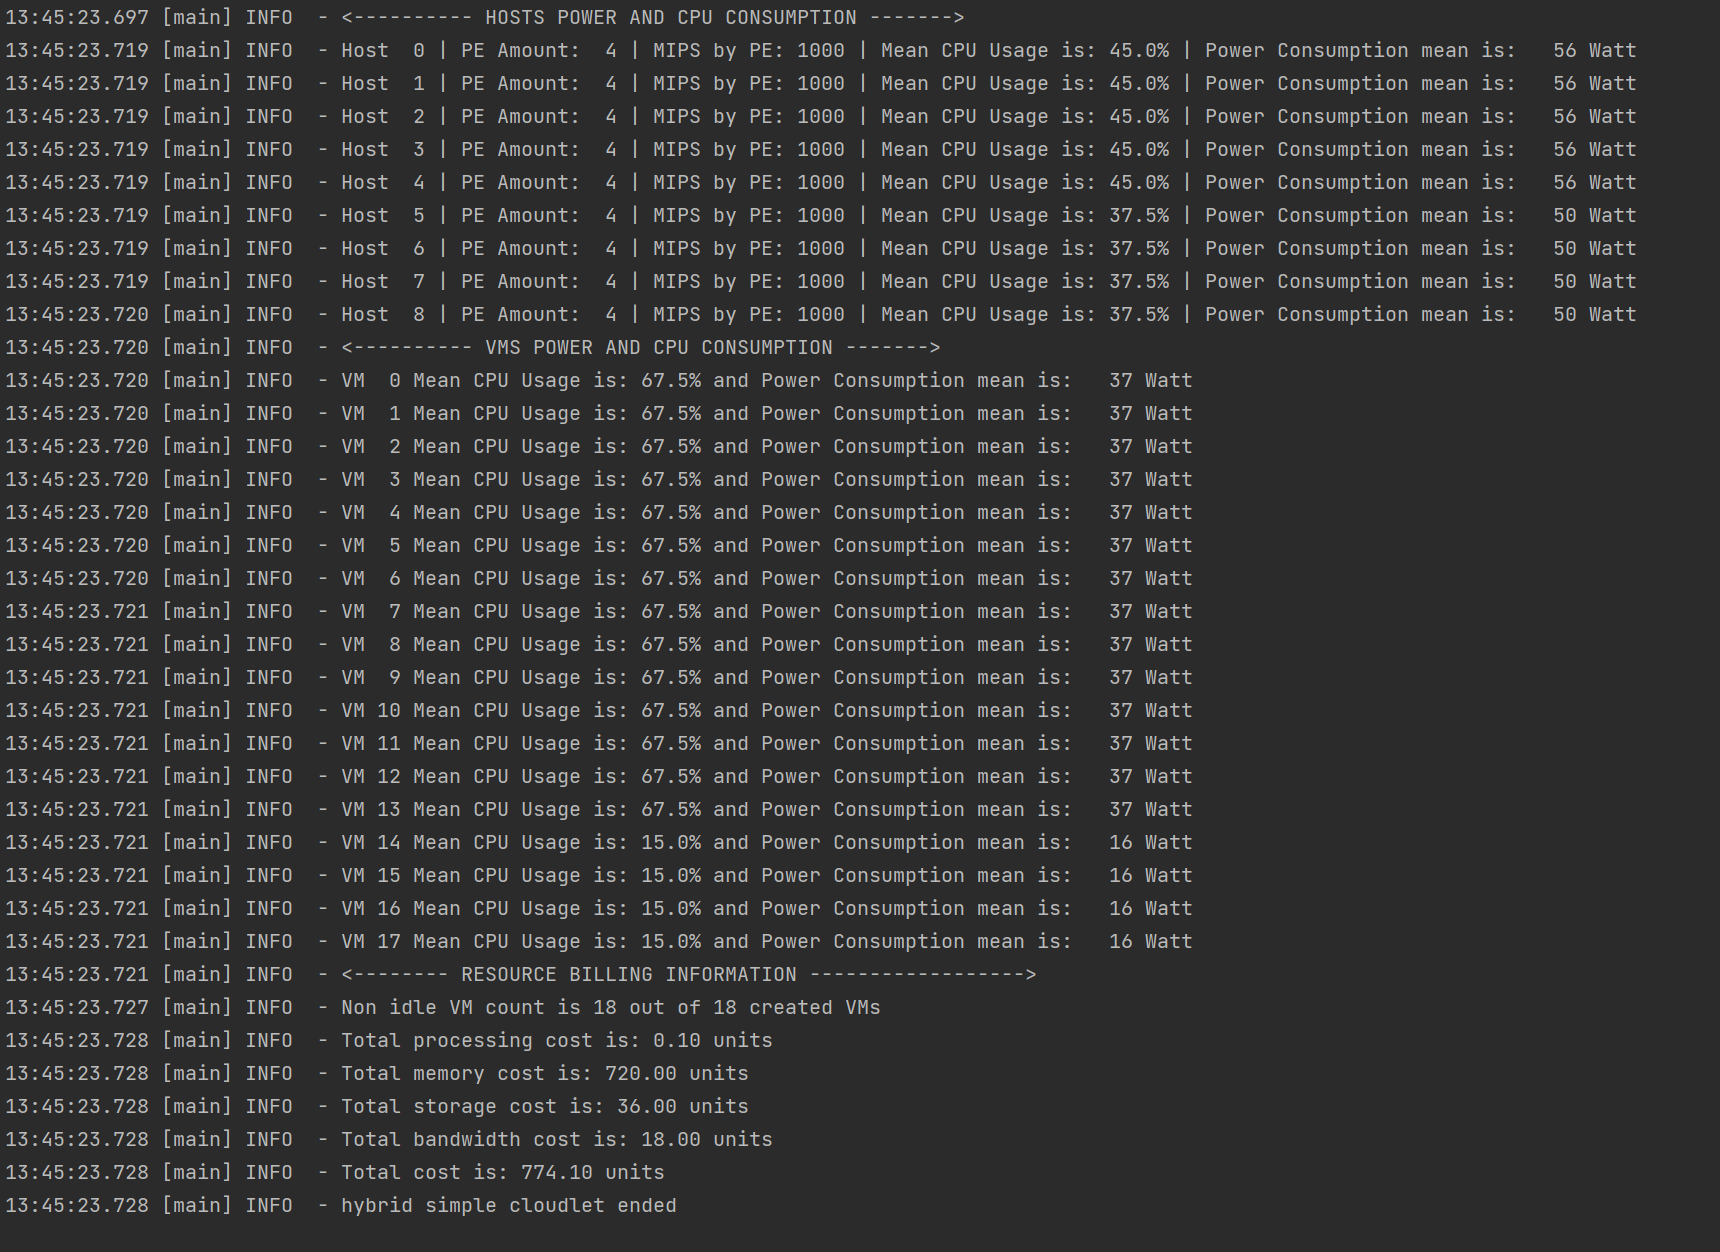 13:45:23.697 [main] INFO  - <---------- HOSTS POWER AND CPU CONSUMPTION ------->
13:45:23.719 [main] INFO  - Host  0 | PE Amount:  4 | MIPS by PE: 1000 | Mean CPU Usage is: 45.0% | Power Consumption mean is:   56 Watt
13:45:23.719 [main] INFO  - Host  1 | PE Amount:  4 | MIPS by PE: 1000 | Mean CPU Usage is: 45.0% | Power Consumption mean is:   56 Watt
13:45:23.719 [main] INFO  - Host  2 | PE Amount:  4 | MIPS by PE: 1000 | Mean CPU Usage is: 45.0% | Power Consumption mean is:   56 Watt
13:45:23.719 [main] INFO  - Host  3 | PE Amount:  4 | MIPS by PE: 1000 | Mean CPU Usage is: 45.0% | Power Consumption mean is:   56 Watt
13:45:23.719 [main] INFO  - Host  4 | PE Amount:  4 | MIPS by PE: 1000 | Mean CPU Usage is: 45.0% | Power Consumption mean is:   56 Watt
13:45:23.719 [main] INFO  - Host  5 | PE Amount:  4 | MIPS by PE: 1000 | Mean CPU Usage is: 37.5% | Power Consumption mean is:   50 Watt
13:45:23.719 [main] INFO  - Host  6 | PE Amount:  4 | MIPS by PE: 1000 | Mean CPU Usage is: 37.5% | Power Consumption mean is:   50 Watt
13:45:23.719 [main] INFO  - Host  7 | PE Amount:  4 | MIPS by PE: 1000 | Mean CPU Usage is: 37.5% | Power Consumption mean is:   50 Watt
13:45:23.720 [main] INFO  - Host  8 | PE Amount:  4 | MIPS by PE: 1000 | Mean CPU Usage is: 37.5% | Power Consumption mean is:   50 Watt
13:45:23.720 [main] INFO  - <---------- VMS POWER AND CPU CONSUMPTION ------->
13:45:23.720 [main] INFO  - VM  0 Mean CPU Usage is: 67.5% and Power Consumption mean is:   37 Watt
13:45:23.720 [main] INFO  - VM  1 Mean CPU Usage is: 67.5% and Power Consumption mean is:   37 Watt
13:45:23.720 [main] INFO  - VM  2 Mean CPU Usage is: 67.5% and Power Consumption mean is:   37 Watt
13:45:23.720 [main] INFO  - VM  3 Mean CPU Usage is: 67.5% and Power Consumption mean is:   37 Watt
13:45:23.720 [main] INFO  - VM  4 Mean CPU Usage is: 67.5% and Power Consumption mean is:   37 Watt
13:45:23.720 [main] INFO  - VM  5 Mean CPU Usage is: 67.5% and Power Consumption mean is:   37 Watt
13:45:23.720 [main] INFO  - VM  6 Mean CPU Usage is: 67.5% and Power Consumption mean is:   37 Watt
13:45:23.721 [main] INFO  - VM  7 Mean CPU Usage is: 67.5% and Power Consumption mean is:   37 Watt
13:45:23.721 [main] INFO  - VM  8 Mean CPU Usage is: 67.5% and Power Consumption mean is:   37 Watt
13:45:23.721 [main] INFO  - VM  9 Mean CPU Usage is: 67.5% and Power Consumption mean is:   37 Watt
13:45:23.721 [main] INFO  - VM 10 Mean CPU Usage is: 67.5% and Power Consumption mean is:   37 Watt
13:45:23.721 [main] INFO  - VM 11 Mean CPU Usage is: 67.5% and Power Consumption mean is:   37 Watt
13:45:23.721 [main] INFO  - VM 12 Mean CPU Usage is: 67.5% and Power Consumption mean is:   37 Watt
13:45:23.721 [main] INFO  - VM 13 Mean CPU Usage is: 67.5% and Power Consumption mean is:   37 Watt
13:45:23.721 [main] INFO  - VM 14 Mean CPU Usage is: 15.0% and Power Consumption mean is:   16 Watt
13:45:23.721 [main] INFO  - VM 15 Mean CPU Usage is: 15.0% and Power Consumption mean is:   16 Watt
13:45:23.721 [main] INFO  - VM 16 Mean CPU Usage is: 15.0% and Power Consumption mean is:   16 Watt
13:45:23.721 [main] INFO  - VM 17 Mean CPU Usage is: 15.0% and Power Consumption mean is:   16 Watt
13:45:23.721 [main] INFO  - <-------- RESOURCE BILLING INFORMATION ------------------>
13:45:23.727 [main] INFO  - Non idle VM count is 18 out of 18 created VMs
13:45:23.728 [main] INFO  - Total processing cost is: 0.10 units
13:45:23.728 [main] INFO  - Total memory cost is: 720.00 units
13:45:23.728 [main] INFO  - Total storage cost is: 36.00 units
13:45:23.728 [main] INFO  - Total bandwidth cost is: 18.00 units
13:45:23.728 [main] INFO  - Total cost is: 774.10 units
13:45:23.728 [main] INFO  - hybrid simple cloudlet ended